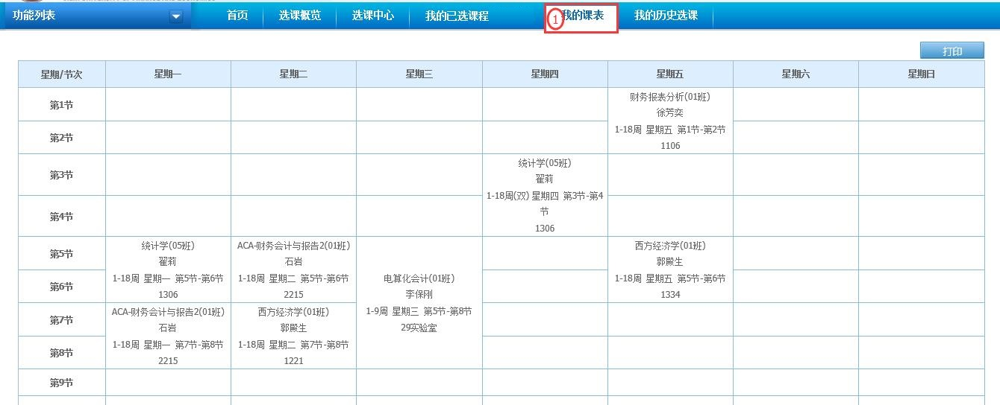 功能列表
首页 选课概览 选课中心 我的已选课程 ①我的课表 我的历史选课
打印
星期/节次 星期一 星期二 星期三 星期四 星期五 星期六 星期日
第1节
第2节
财务报表分析(01班)
徐芳奕
1-18周 星期五 第1节-第2节
1106
第3节
第4节
统计学(05班)
翟莉
1-18周(双) 星期四 第3节-第4
节
1306
第5节
第6节
统计学(05班)
翟莉
1-18周 星期一 第5节-第6节
1306
ACA-财务会计与报告2(01班)
石岩
1-18周 星期二 第5节-第6节
2215
电算化会计(01班)
李保刚
1-9周 星期三 第5节-第8节
29实验室
西方经济学(01班)
郭殿生
1-18周 星期五 第5节-第6节
1334
第7节
第8节
ACA-财务会计与报告2(01班)
石岩
1-18周 星期一 第7节-第8节
2215
西方经济学(01班)
郭殿生
1-18周 星期二 第7节-第8节
1221
第9节